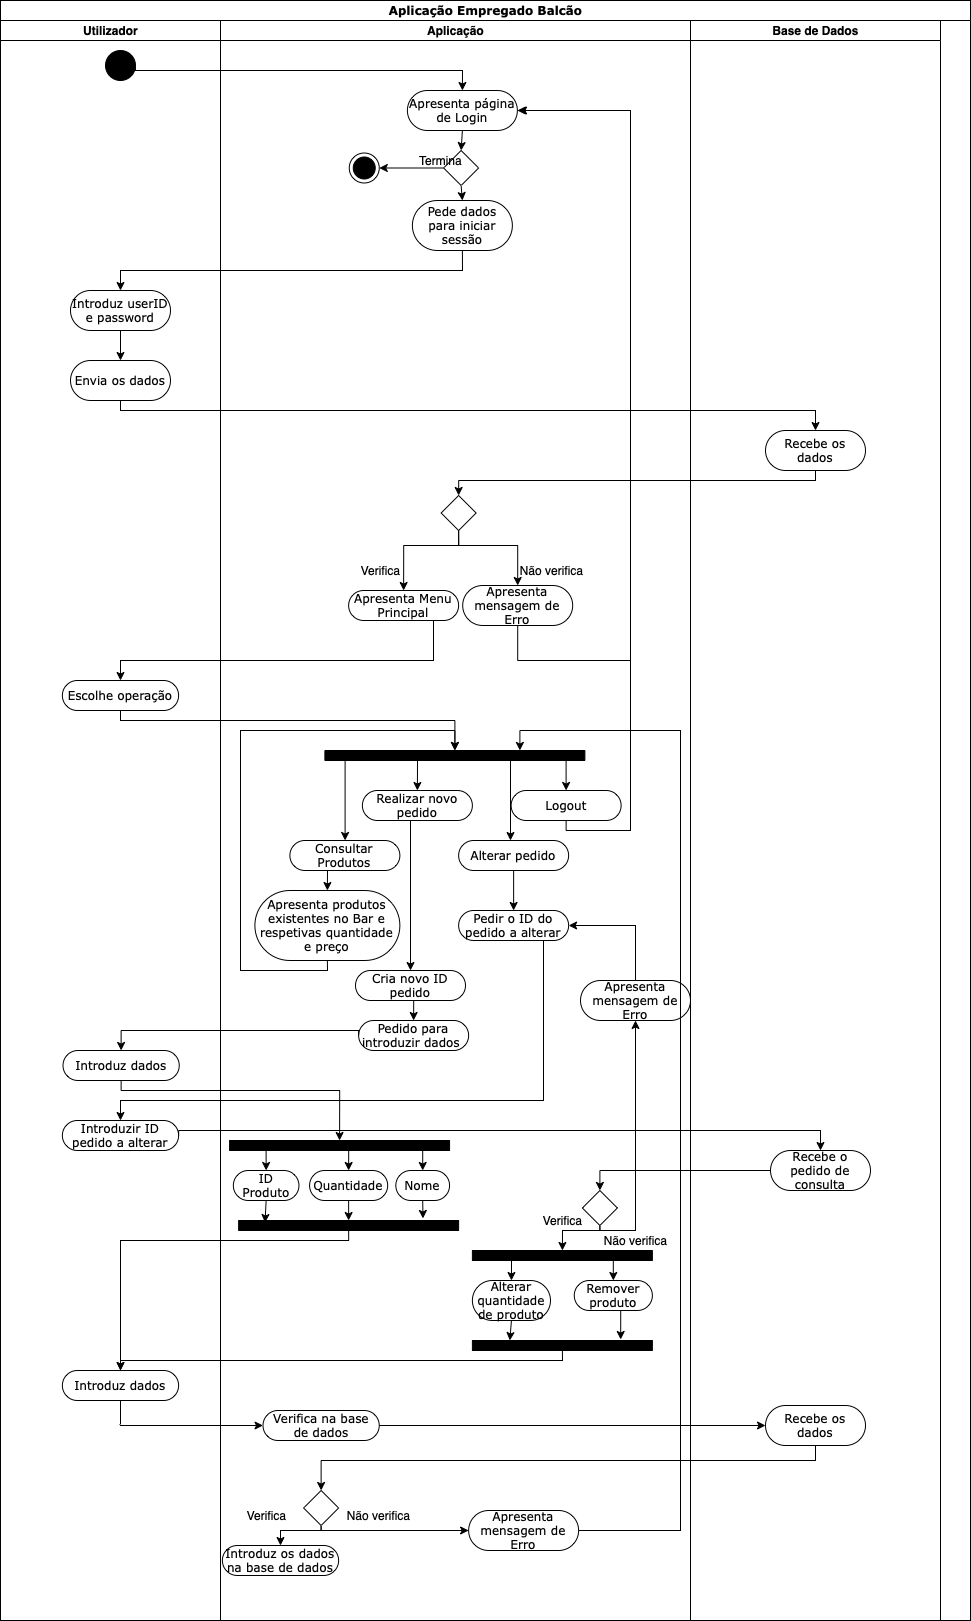 Aplicação Empregado Balcão
Utilizador
Aplicação
Base de Dados
Apresenta página
de Login
Termina
Pede dados
para iniciar
sessão
Introduz userID
e password
Envia os dados
Recebe os
dados
Verifica
Não verifica
Apresenta Menu
Principal
Apresenta
mensagem de
Erro
Escolhe operação
Realizar novo
pedido
Logout
Consultar
Produtos
Alterar pedido
Apresenta produtos
existentes no Bar e
respetivas quantidade
e preço
Pedir o ID do
pedido a alterar
Cria novo ID
pedido
Apresenta
mensagem de
Erro
Pedido para
introduzir dados
Introduz dados
Introduzir ID
pedido a alterar
Recebe o
pedido de
consulta
ID
Produto
Quantidade
Nome
Verifica
Não verifica
Alterar
quantidade
de produto
Remover
produto
Introduz dados
Verifica na base
de dados
Recebe os
dados
Verifica
Não verifica
Apresenta
mensagem de
Erro
Introduz os dados
na base de dados